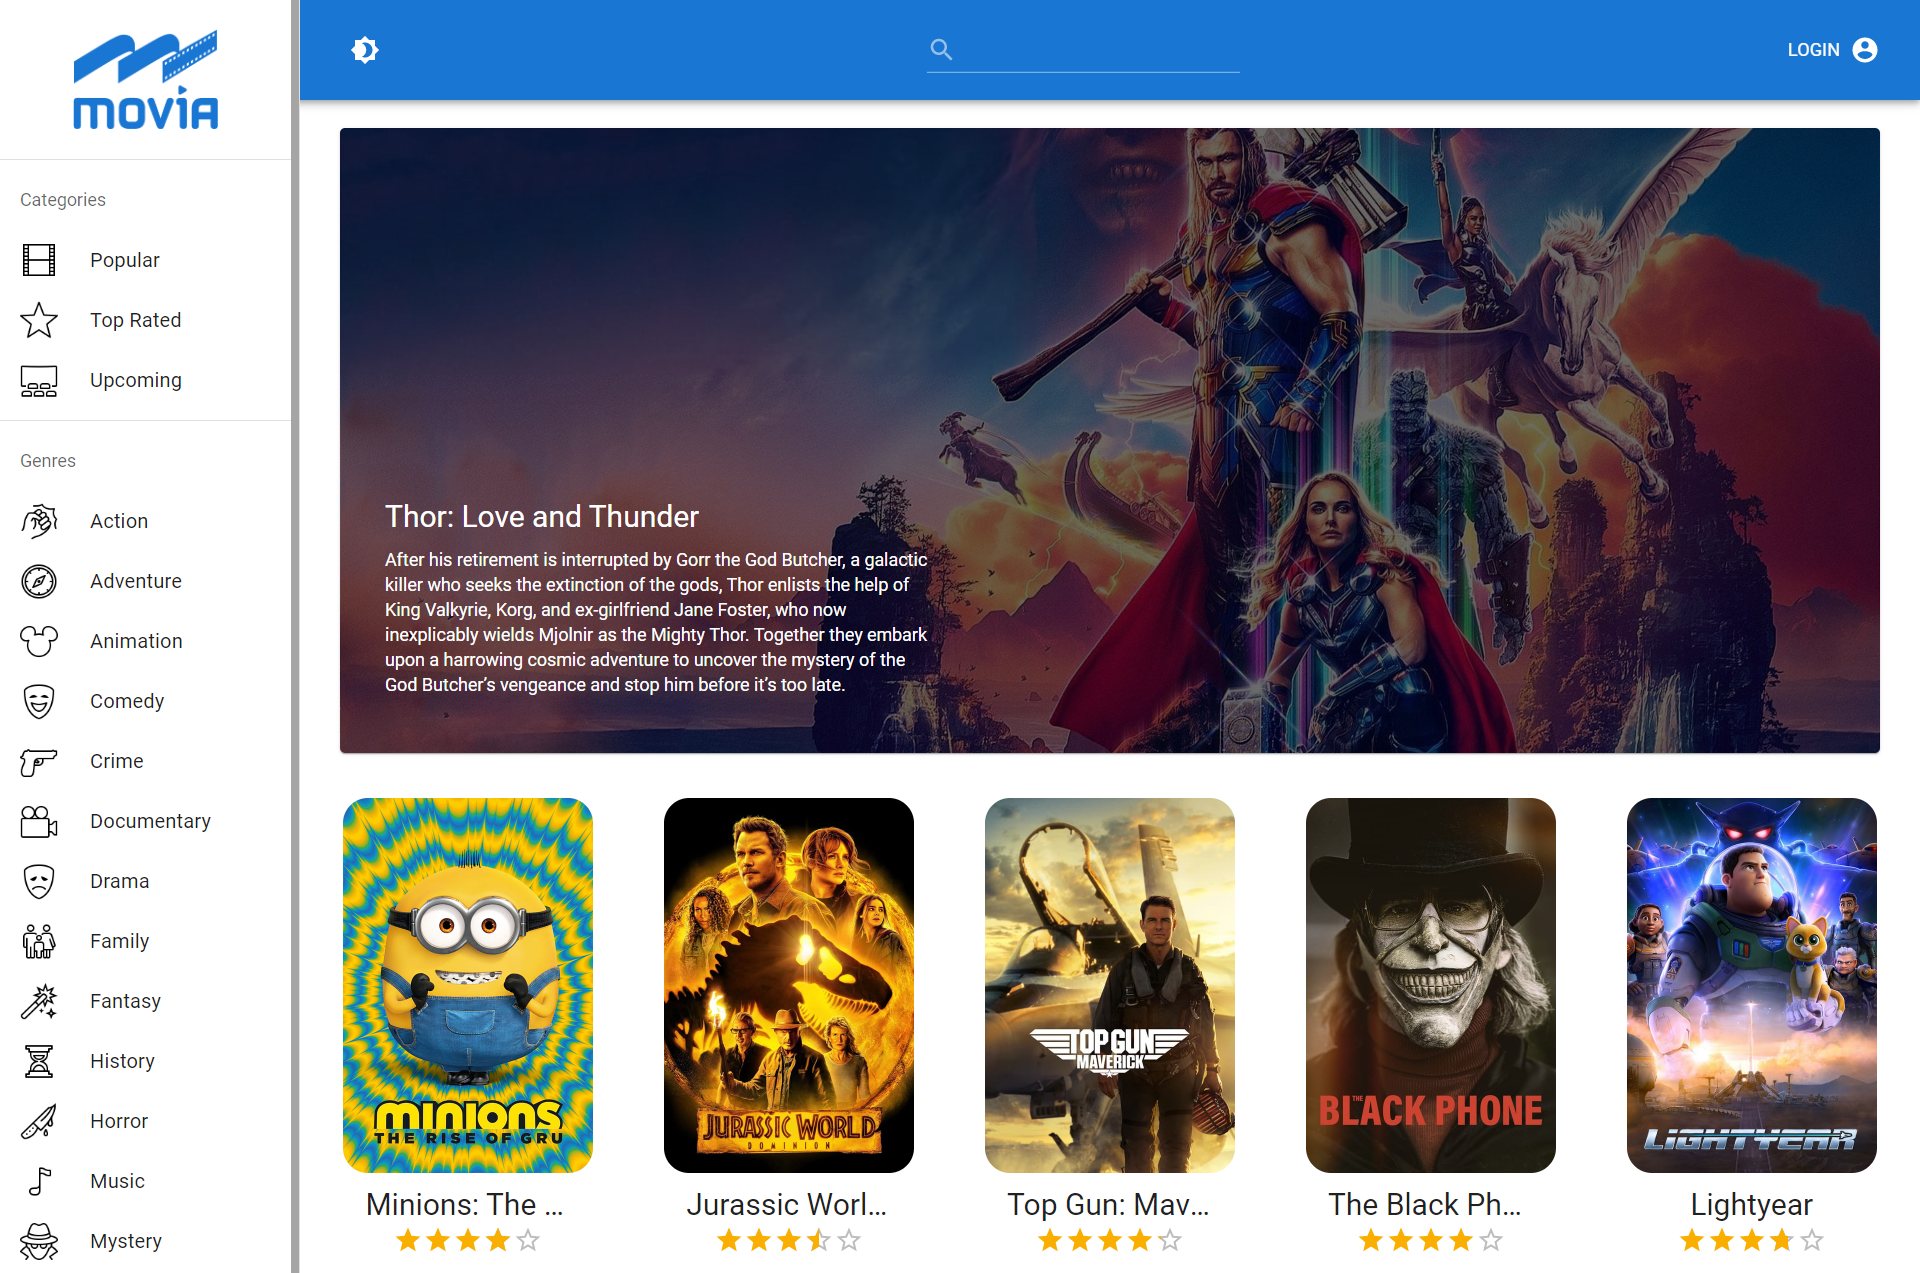 movia
LOGIN
Categories
Popular
Top Rated
Upcoming
Genres
Action
Adventure
Animation
Comedy
Crime
Documentary
Drama
Family
Fantasy
History
Horror
Music
Mystery
Thor: Love and Thunder
After his retirement is interrupted by Gorr the God Butcher, a galactic
killer who seeks the extinction of the gods, Thor enlists the help of
King Valkyrie, Korg, and ex-girlfriend Jane Foster, who now
inexplicably wields Mjolnir as the Mighty Thor. Together they embark
upon a harrowing cosmic adventure to uncover the mystery of the
God Butcher’s vengeance and stop him before it’s too late.
MINIONS
THE RISE OF GRU
JURASSIC WORLD
DOMINION
TOP GUN
MAVERICK
THE BLACK PHONE
LIGHTYEAR
Minions: The ...
Jurassic Worl...
Top Gun: Mav...
The Black Ph...
Lightyear